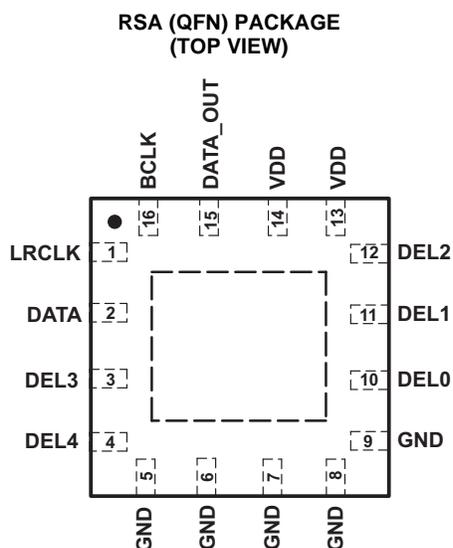 RSA (QFN) PACKAGE
(TOP VIEW)
BCLK
DATA_OUT
VDD
VDD
16
15
14
13
LRCLK
1
12
DEL2
DATA
2
11
DEL1
DEL3
3
10
DEL0
DEL4
4
9
GND
5
6
7
8
GND
GND
GND
GND